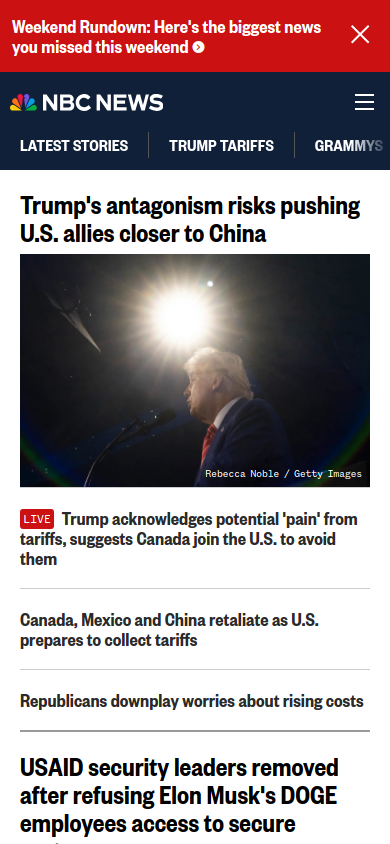 Weekend Rundown: Here's the biggest news
you missed this weekend
NBC NEWS
LATEST STORIES
TRUMP TARIFFS
GRAMMYS
Trump's antagonism risks pushing
U.S. allies closer to China
Rebecca Noble / Getty Images
LIVE Trump acknowledges potential 'pain' from
tariffs, suggests Canada join the U.S. to avoid
them
Canada, Mexico and China retaliate as U.S.
prepares to collect tariffs
Republicans downplay worries about rising costs
USAID security leaders removed
after refusing Elon Musk's DOGE
employees access to secure